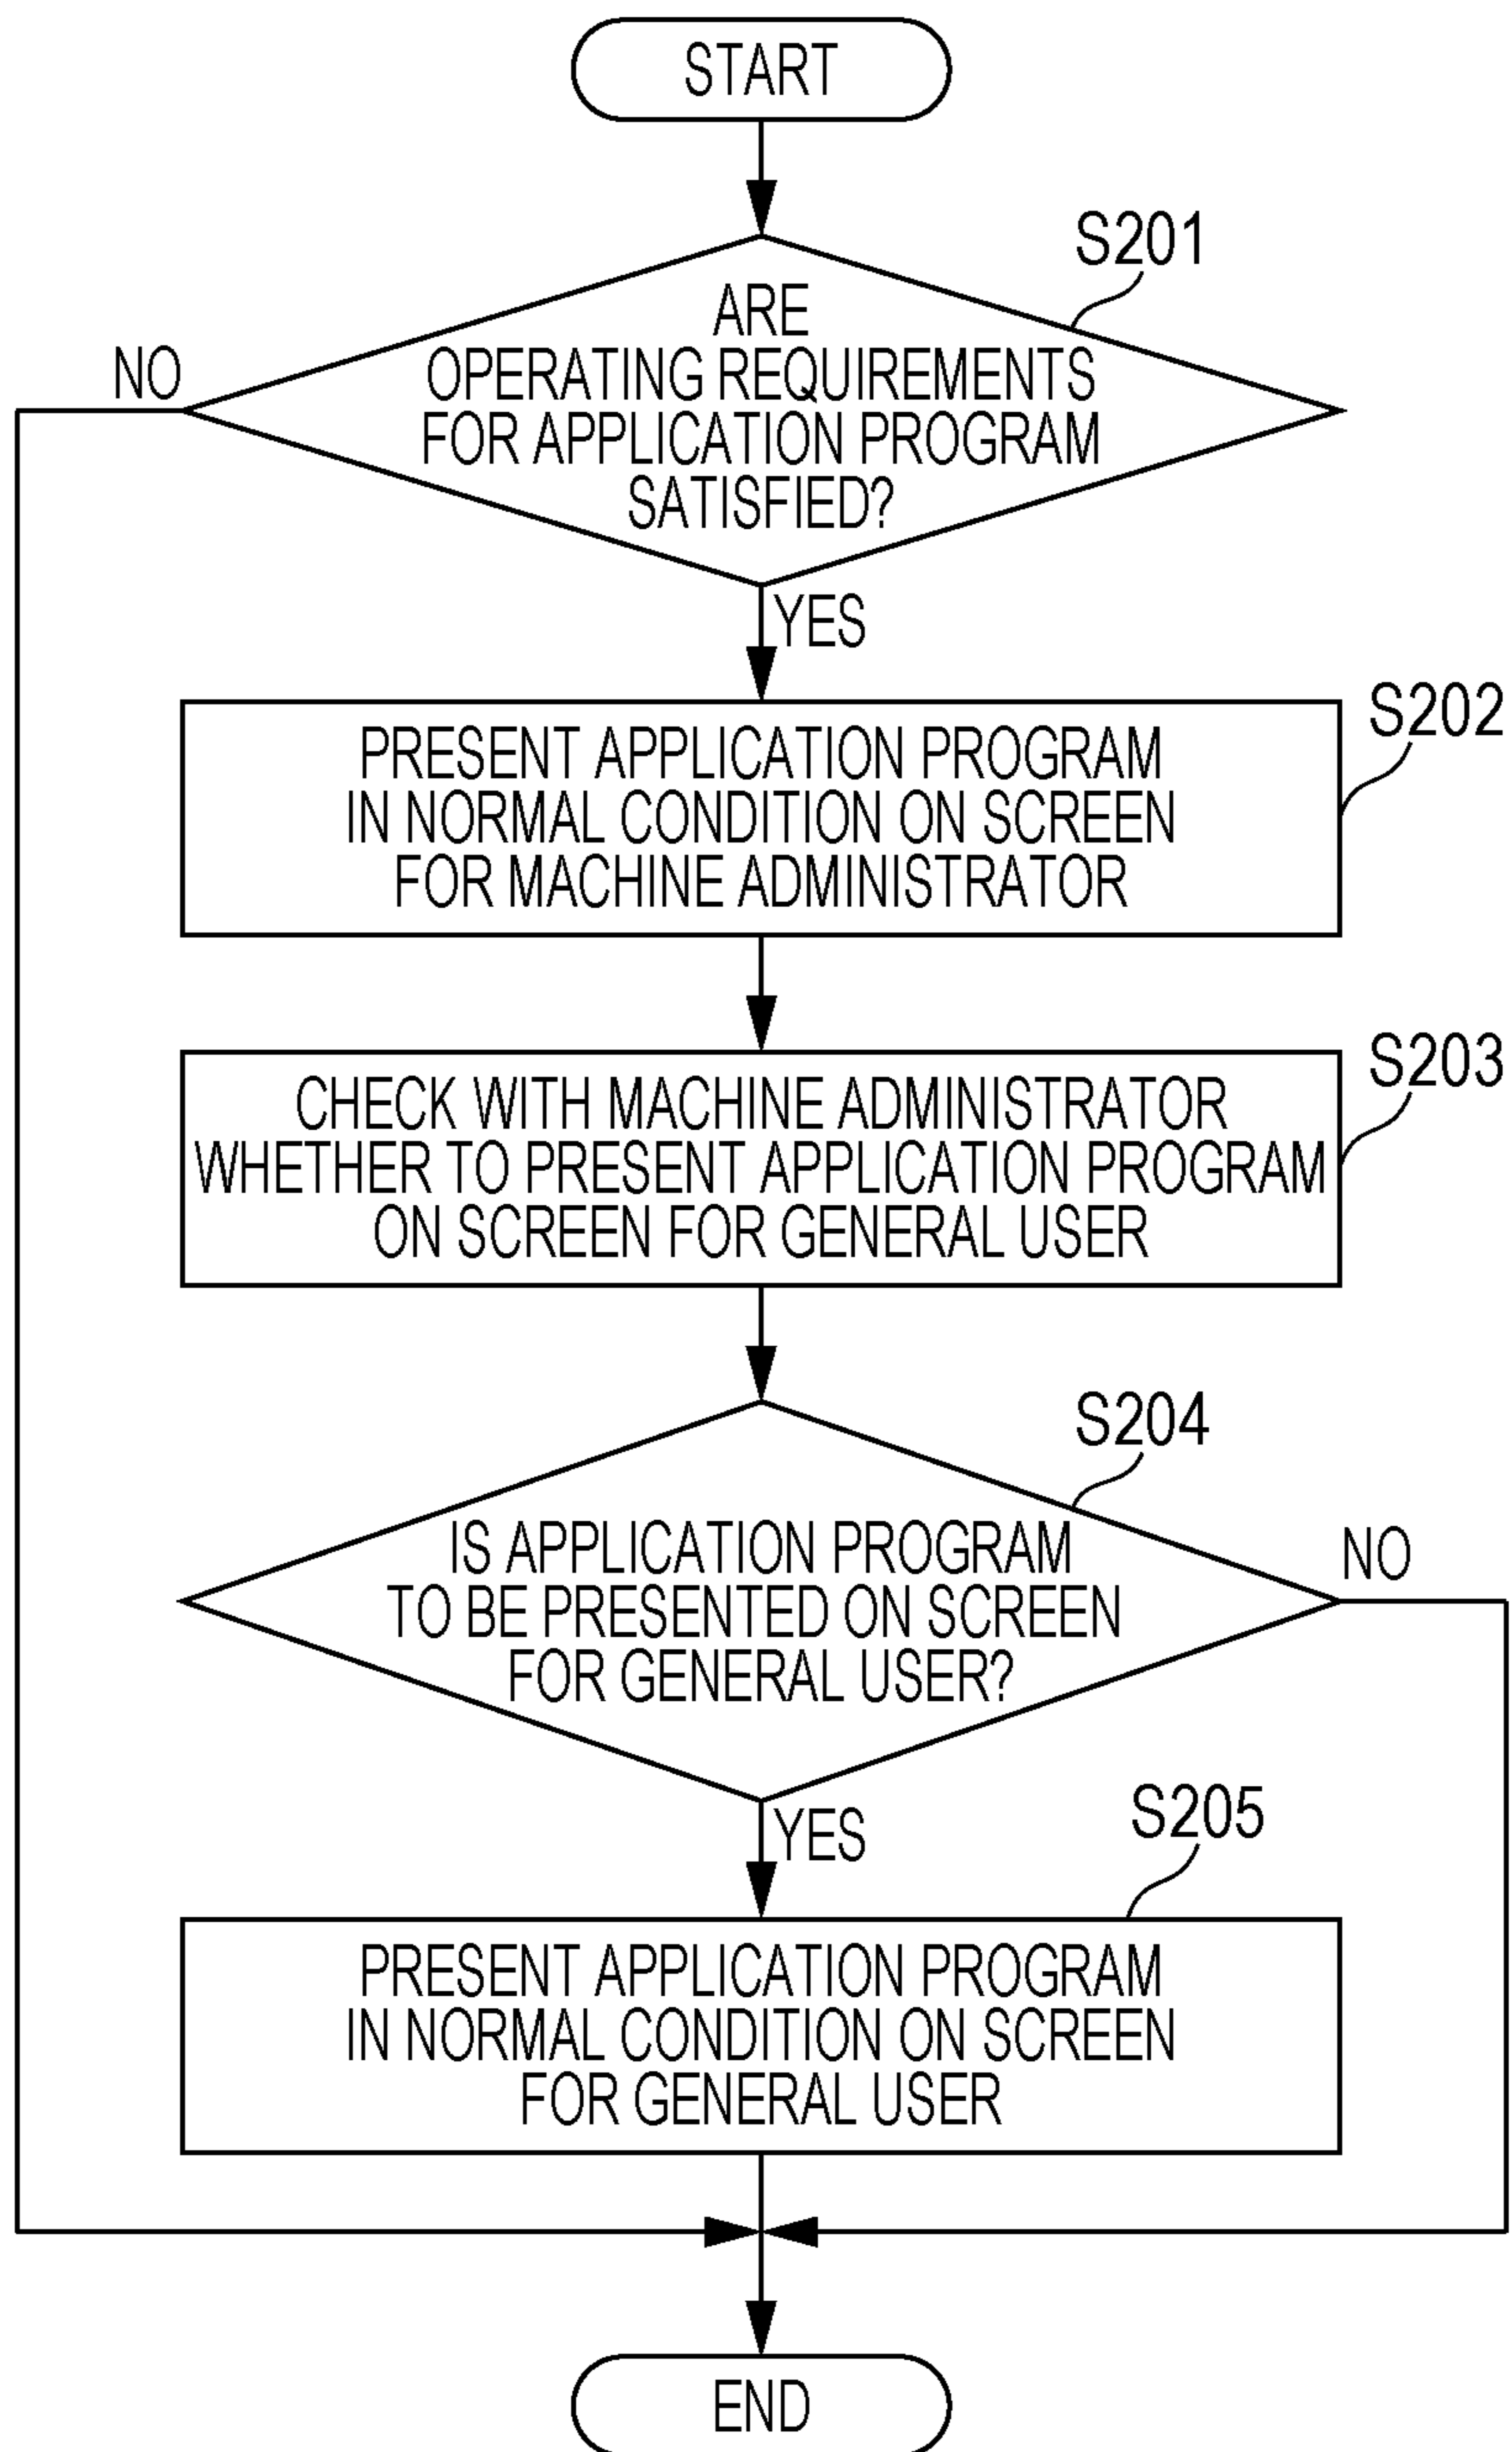 START
S201
ARE
OPERATING REQUIREMENTS
FOR APPLICATION PROGRAM
SATISFIED?
NO
YES
S202
PRESENT APPLICATION PROGRAM
IN NORMAL CONDITION ON SCREEN
FOR MACHINE ADMINISTRATOR
S203
CHECK WITH MACHINE ADMINISTRATOR
WHETHER TO PRESENT APPLICATION PROGRAM
ON SCREEN FOR GENERAL USER
S204
IS APPLICATION PROGRAM
TO BE PRESENTED ON SCREEN
FOR GENERAL USER?
NO
YES
S205
PRESENT APPLICATION PROGRAM
IN NORMAL CONDITION ON SCREEN
FOR GENERAL USER
END